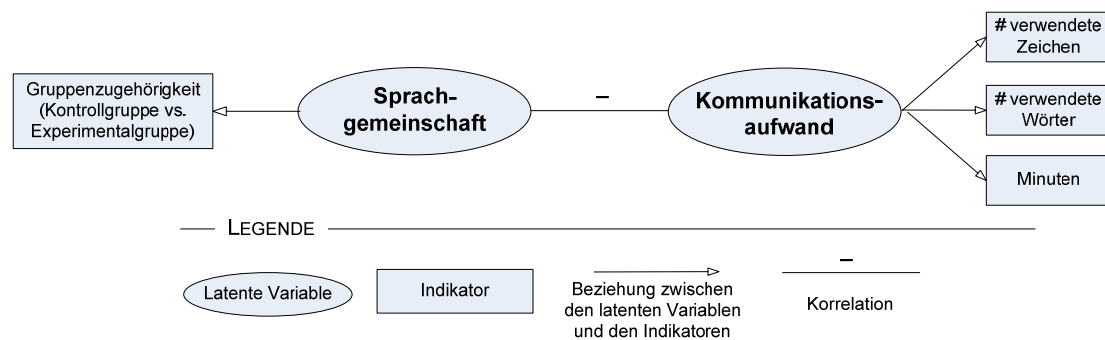 Gruppenzugehörigkeit
(Kontrollgruppe vs.
Experimentalgruppe)
Sprach-
gemeinschaft
–
Kommunikations-
aufwand
# verwendete
Zeichen
# verwendete
Wörter
Minuten
LEGENDE
Latente Variable
Indikator
Beziehung zwischen
den latenten Variablen
und den Indikatoren
–
Korrelation